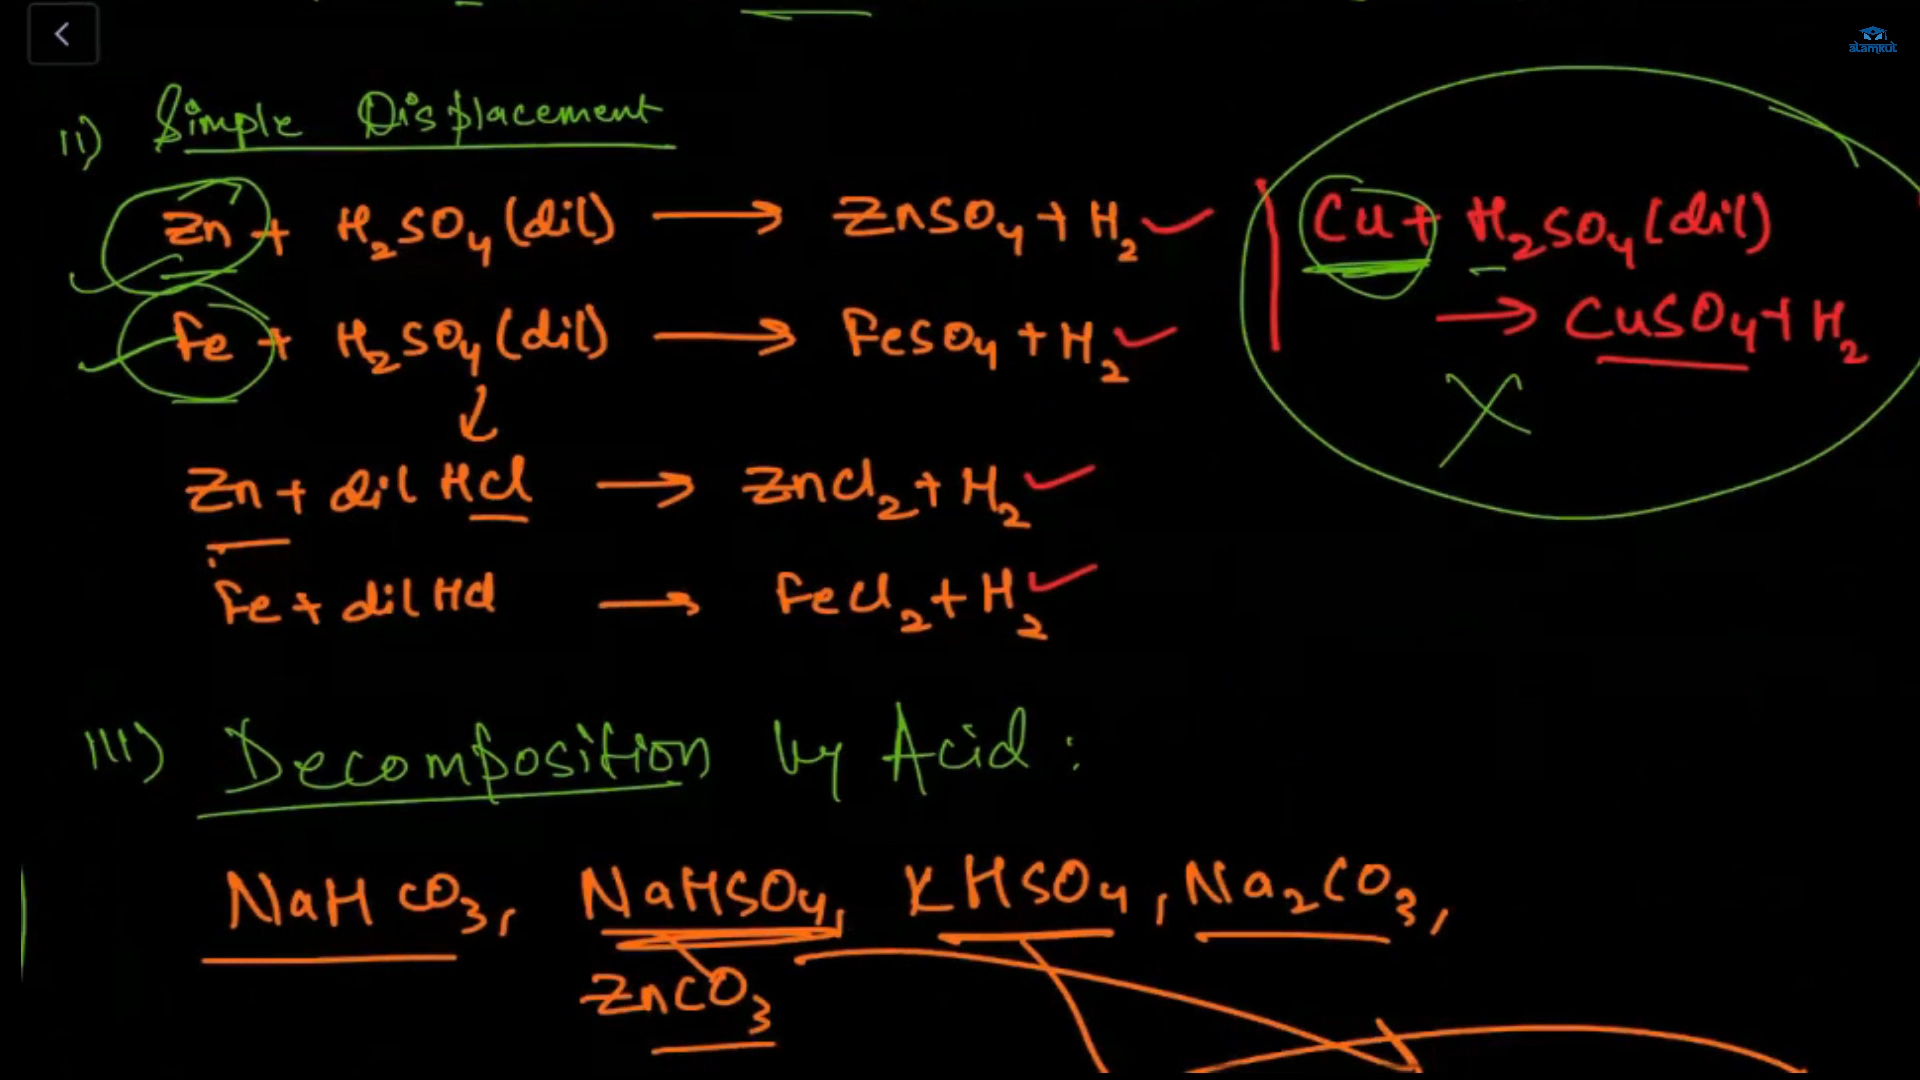 atamkut
II) Simple Displacement
Zn + H₂SO₄ (dil) → ZnSO₄ + H₂ ✓
Fe + H₂SO₄ (dil) → FeSO₄ + H₂ ✓
Cu + H₂SO₄ (dil)
→ CuSO₄ + H₂
X
↓
Zn + dil HCl → ZnCl₂ + H₂ ✓
Fe + dil HCl → FeCl₂ + H₂ ✓
III) Decomposition by Acid:
NaHCO₃, NaHSO₄, KHSO₄, Na₂CO₃,
ZnCO₃